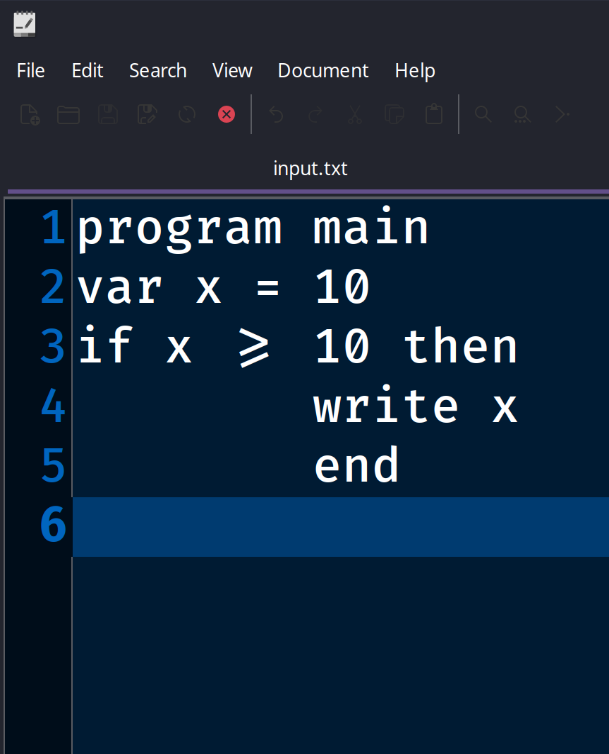 File Edit Search View Document Help
input.txt
1 program main
2 var x = 10
3 if x >= 10 then
4         write x
5         end
6